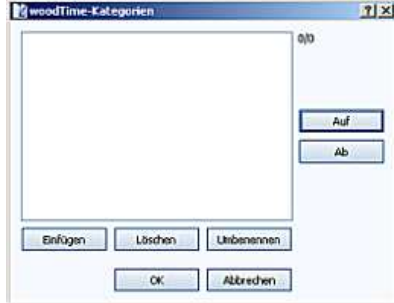 woodTime-Kategorien
0/0
Auf
Ab
Einfügen Löschen Umbenennen
OK Abbrechen